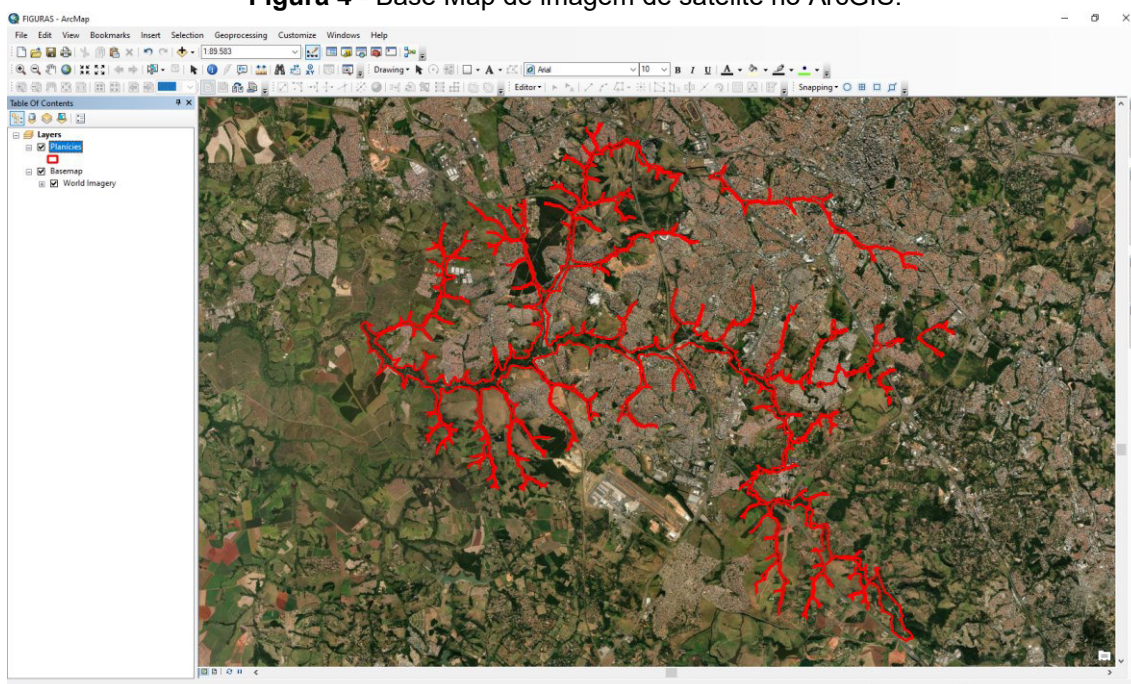 Figura 4 - Base Map de imagem de satélite no ArcGIS.
FIGURAS - ArcMap
File Edit View Bookmarks Insert Selection Geoprocessing Customize Windows Help
1:89.583
Drawing A Arial 10 B I U A
Editor Snapping
Table Of Contents
Layers
Planícies
Basemap
World Imagery